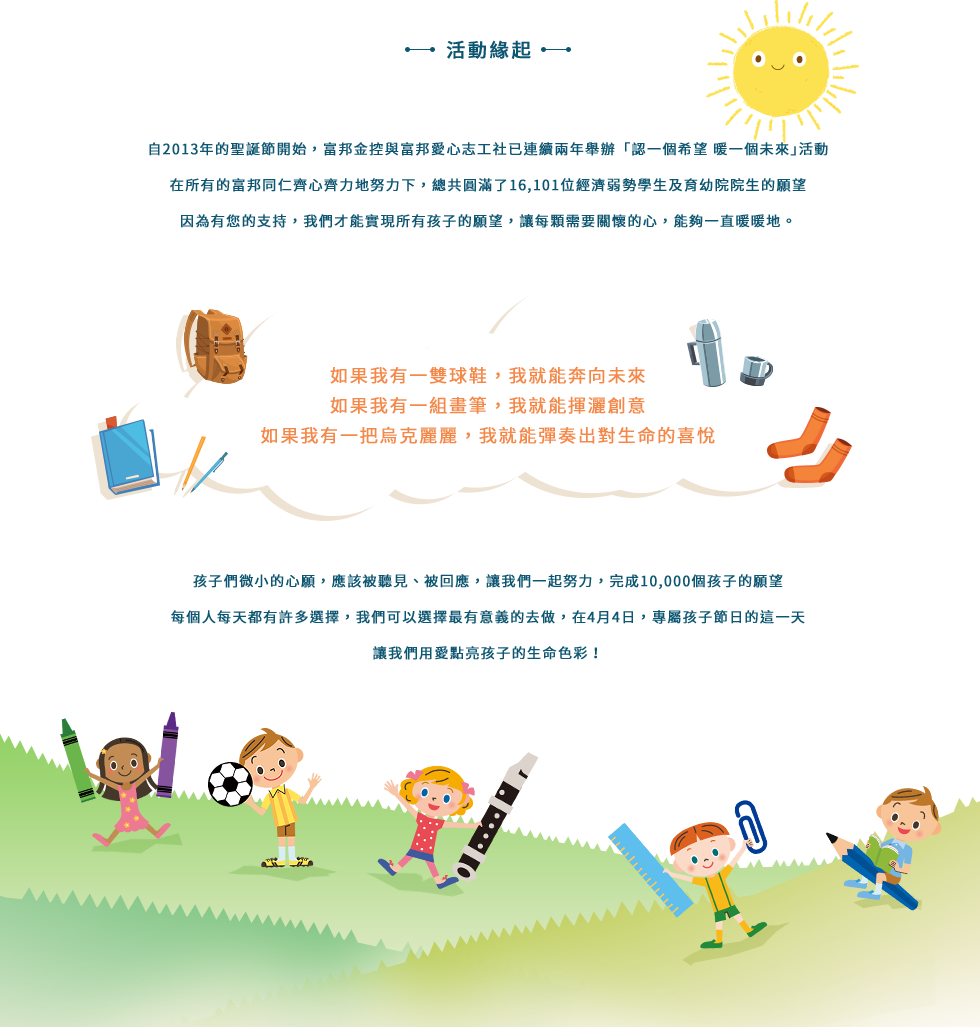 活動緣起
自2013年的聖誕節開始，富邦金控與富邦愛心志工社已連續兩年舉辦「認一個希望 暖一個未來」活動
在所有的富邦同仁齊心齊力地努力下，總共圓滿了16,101位經濟弱勢學生及育幼院院生的願望
因為有您的支持，我們才能實現所有孩子的願望，讓每顆需要關懷的心，能夠一直暖暖地。
如果我有一雙球鞋，我就能奔向未來
如果我有一組畫筆，我就能揮灑創意
如果我有一把烏克麗麗，我就能彈奏出對生命的喜悅
孩子們微小的心願，應該被聽見、被回應，讓我們一起努力，完成10,000個孩子的願望
每個人每天都有許多選擇，我們可以選擇最有意義的去做，在4月4日，專屬孩子節日的這一天
讓我們用愛點亮孩子的生命色彩！